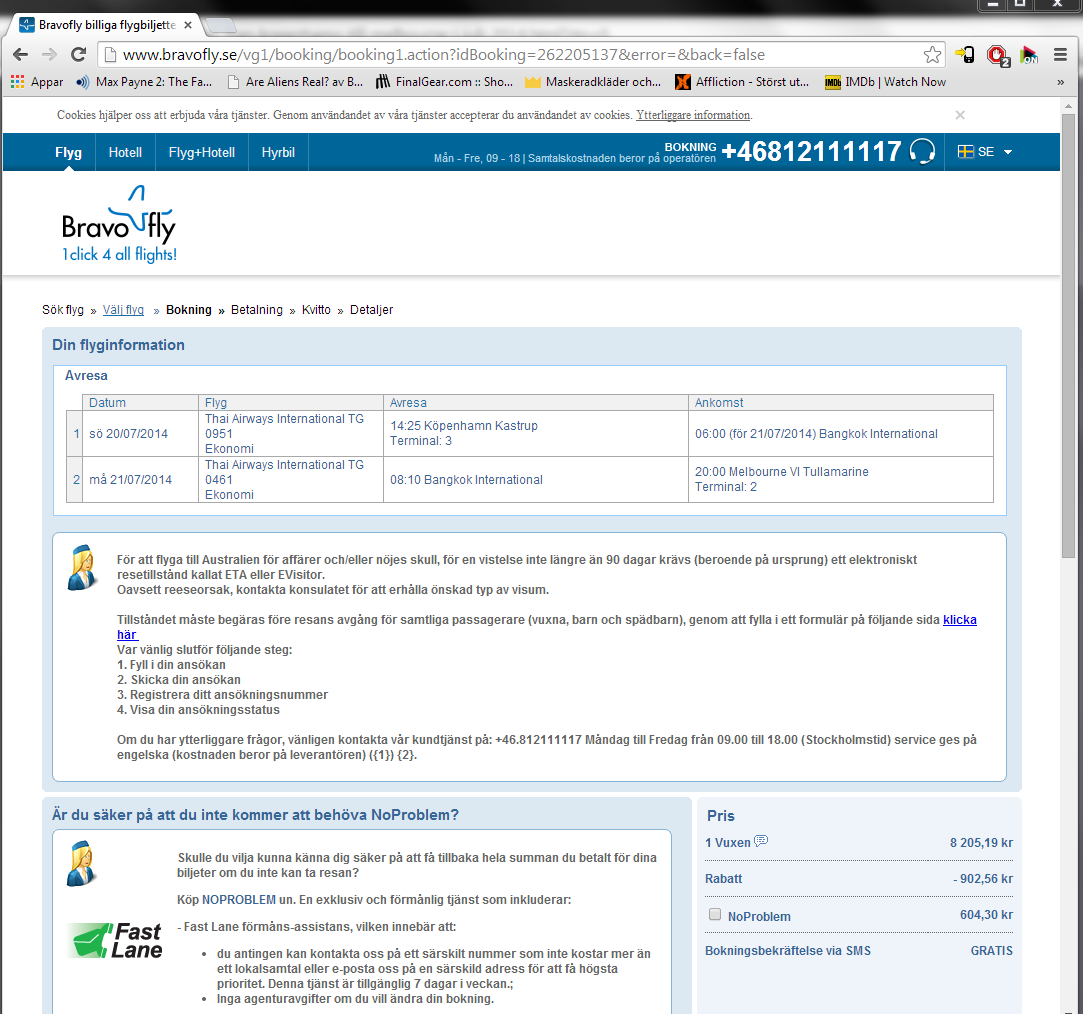 Bravofly billiga flygbiljette
www.bravofly.se/vg1/booking/booking1.action?idBooking=262205137&error=&back=false
Appar Max Payne 2: The Fa... Are Aliens Real? av B... FinalGear.com :: Sho... Maskeradkläder och... Affliction - Störst ut... IMDb | Watch Now »
Cookies hjälper oss att erbjuda våra tjänster. Genom användandet av våra tjänster accepterar du användandet av cookies. Ytterligare information.
Flyg Hotell Flyg+Hotell Hyrbil
BOKNING
Mån - Fre, 09 - 18 | Samtalskostnaden beror på operatören +46812111117 SE
Bravofly
1click 4 all flights!
Sök flyg » Välj flyg » Bokning » Betalning » Kvitto » Detaljer
Din flyginformation
Avresa
Datum Flyg Avresa Ankomst
1 sö 20/07/2014 Thai Airways International TG
0951
Ekonomi
14:25 Köpenhamn Kastrup
Terminal: 3
06:00 (för 21/07/2014) Bangkok International
2 må 21/07/2014 Thai Airways International TG
0461
Ekonomi
08:10 Bangkok International
20:00 Melbourne VI Tullamarine
Terminal: 2
För att flyga till Australien för affärer och/eller nöjes skull, för en vistelse inte längre än 90 dagar krävs (beroende på ursprung) ett elektroniskt
resetillstånd kallat ETA eller EVisitor.
Oavsett reeseorsak, kontakta konsulatet för att erhålla önskad typ av visum.
Tillståndet måste begäras före resans avgång för samtliga passagerare (vuxna, barn och spädbarn), genom att fylla i ett formulär på följande sida klicka
här
Var vänlig slutför följande steg:
1. Fyll i din ansökan
2. Skicka din ansökan
3. Registrera ditt ansökningsnummer
4. Visa din ansökningsstatus
Om du har ytterliggare frågor, vänligen kontakta vår kundtjänst på: +46.812111117 Måndag till Fredag från 09.00 till 18.00 (Stockholmstid) service ges på
engelska (kostnaden beror på leverantören) ({1}) {2}.
Är du säker på att du inte kommer att behöva NoProblem?
Skulle du vilja kunna känna dig säker på att få tillbaka hela summan du betalt för dina
biljeter om du inte kan ta resan?
Köp NOPROBLEM un. En exklusiv och förmånlig tjänst som inkluderar:
Fast
Lane
- Fast Lane förmåns-assistans, vilken innebär att:
• du antingen kan kontakta oss på ett särskilt nummer som inte kostar mer än
ett lokalsamtal eller e-posta oss på en särskild adress för att få högsta
prioritet. Denna tjänst är tillgänglig 7 dagar i veckan.;
• Inga agenturavgifter om du vill ändra din bokning.
Pris
1 Vuxen 8 205,19 kr
Rabatt - 902,56 kr
NoProblem 604,30 kr
Bokningsbekräftelse via SMS GRATIS